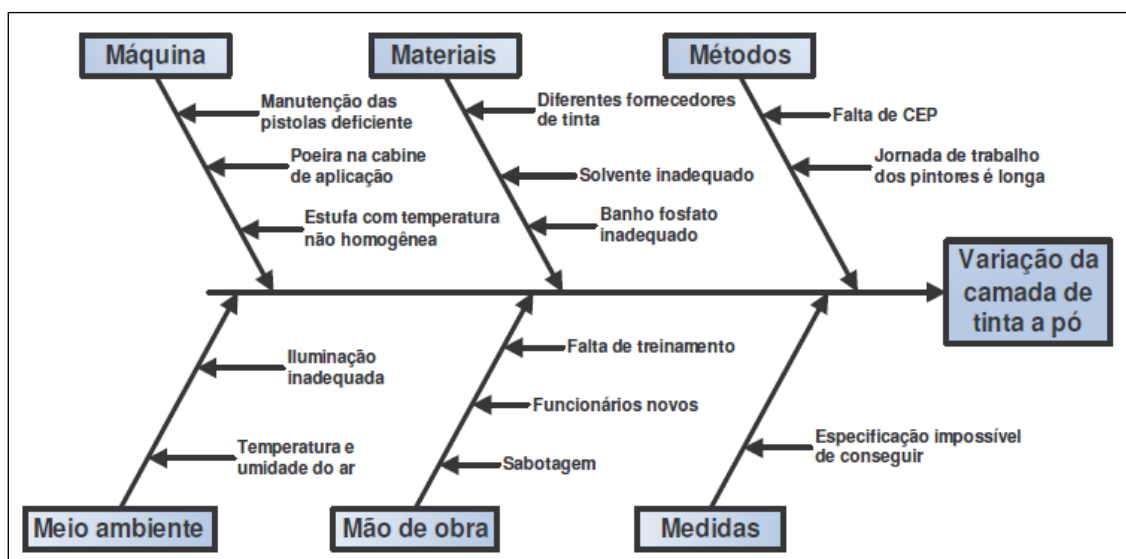 Máquina
Materiais
Métodos
Manutenção das
pistolas deficiente
Poeira na cabine
de aplicação
Estufa com temperatura
não homogênea
Diferentes fornecedores
de tinta
Solvente inadequado
Banho fosfato
inadequado
Falta de CEP
Jornada de trabalho
dos pintores é longa
Variação da
camada de
tinta a pó
Iluminação
inadequada
Temperatura e
umidade do ar
Falta de treinamento
Funcionários novos
Sabotagem
Especificação impossível
de conseguir
Meio ambiente
Mão de obra
Medidas